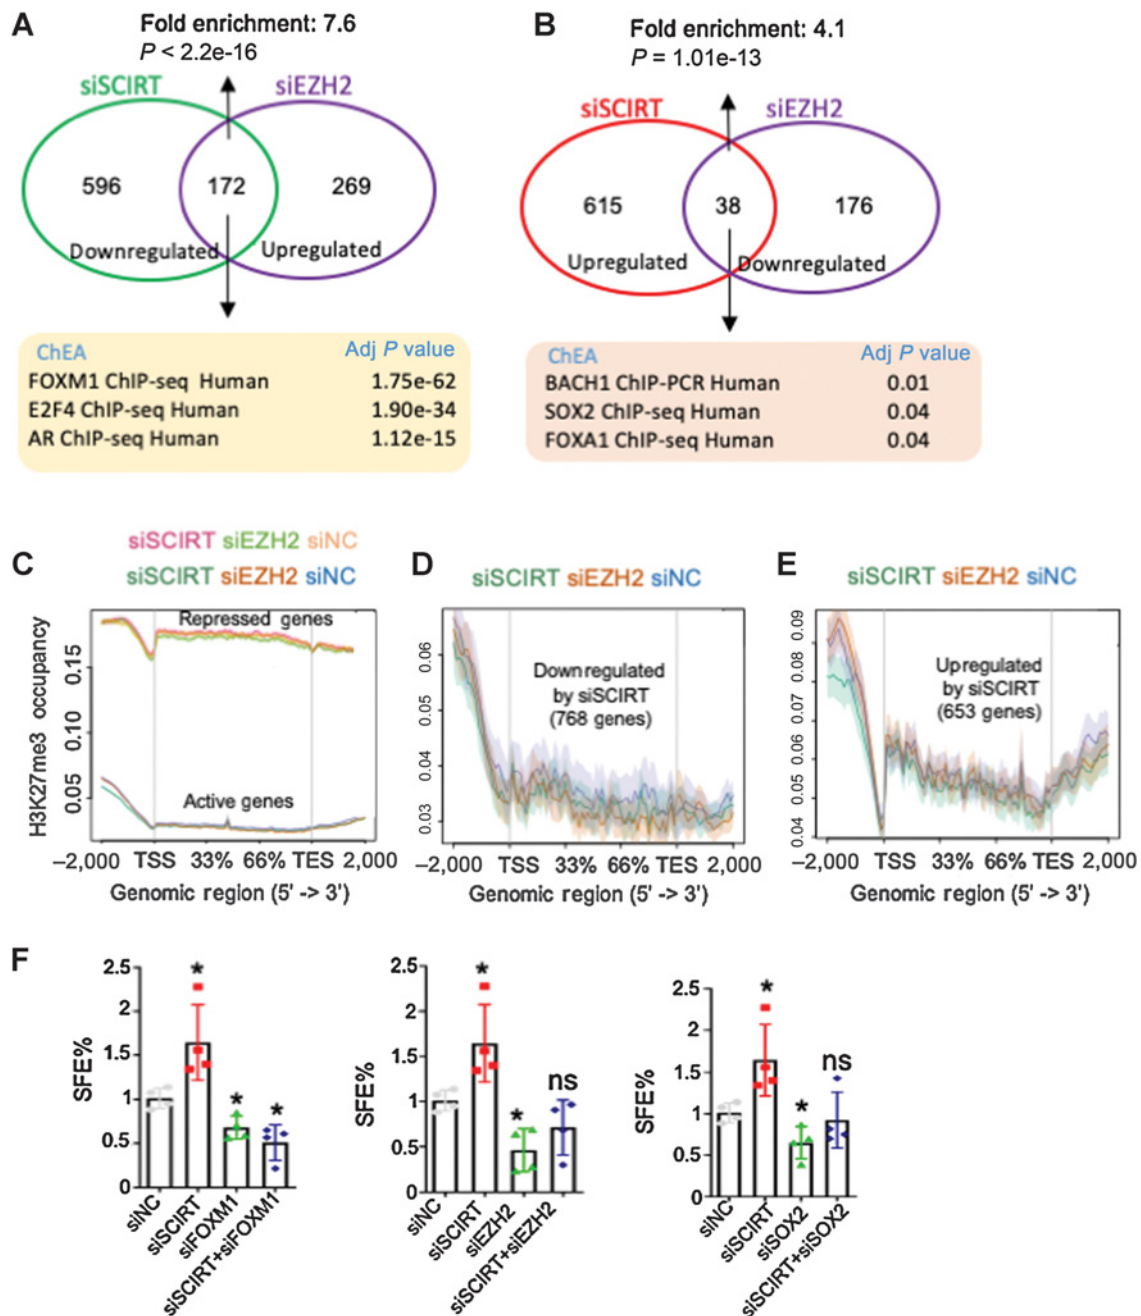 A
Fold enrichment: 7.6
P < 2.2e-16
siSCIRT
siEZH2
596
172
269
Downregulated
Upregulated
ChEA
Adj P value
FOXM1 ChIP-seq Human
1.75e-62
E2F4 ChIP-seq Human
1.90e-34
AR ChIP-seq Human
1.12e-15
B
Fold enrichment: 4.1
P = 1.01e-13
siSCIRT
siEZH2
615
38
176
Upregulated
Downregulated
ChEA
Adj P value
BACH1 ChIP-PCR Human
0.01
SOX2 ChIP-seq Human
0.04
FOXA1 ChIP-seq Human
0.04
C
siSCIRT siEZH2 siNC
siSCIRT siEZH2 siNC
H3K27me3 occupancy
0.15
0.10
0.05
Repressed genes
Active genes
–2,000 TSS 33% 66% TES 2,000
Genomic region (5' -> 3')
D
siSCIRT siEZH2 siNC
0.06
0.05
0.04
0.03
Downregulated
by siSCIRT
(768 genes)
–2,000 TSS 33% 66% TES 2,000
Genomic region (5' -> 3')
E
siSCIRT siEZH2 siNC
0.09
0.08
0.07
0.06
0.05
0.04
Upregulated
by siSCIRT
(653 genes)
–2,000 TSS 33% 66% TES 2,000
Genomic region (5' -> 3')
F
SFE%
2.5
2
1.5
1
0.5
0
*
*
*
siNC
siSCIRT
siFOXM1
siSCIRT+siFOXM1
SFE%
2.5
2
1.5
1
0.5
0
*
*
ns
siNC
siSCIRT
siEZH2
siSCIRT+siEZH2
SFE%
2.5
2
1.5
1
0.5
0
*
*
ns
siNC
siSCIRT
siSOX2
siSCIRT+siSOX2